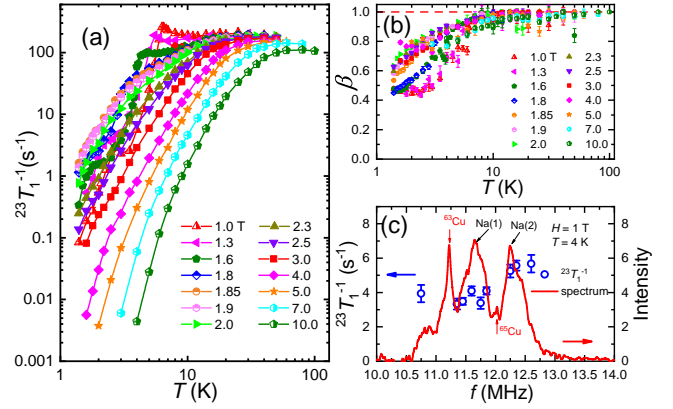 (a)
100
10
1
0.1
0.01
0.001
²³T₁⁻¹(s⁻¹)
1.0 T
1.3
1.6
1.8
1.85
1.9
2.0
2.3
2.5
3.0
4.0
5.0
7.0
10.0
1 10 100
T (K)
(b)
1.0
0.8
0.6
0.4
0.2
0.0
β
1.0 T
1.3
1.6
1.8
1.85
1.9
2.0
2.3
2.5
3.0
4.0
5.0
7.0
10.0
1 10 100
T (K)
(c)
8
6
4
2
0
²³T₁⁻¹ (s⁻¹)
⁶³Cu
Na(1)
Na(2)
⁶⁵Cu
H = 1 T
T = 4 K
²³T₁⁻¹
spectrum
8
6
4
2
0
Intensity
10.0 10.5 11.0 11.5 12.0 12.5 13.0 13.5 14.0
f (MHz)